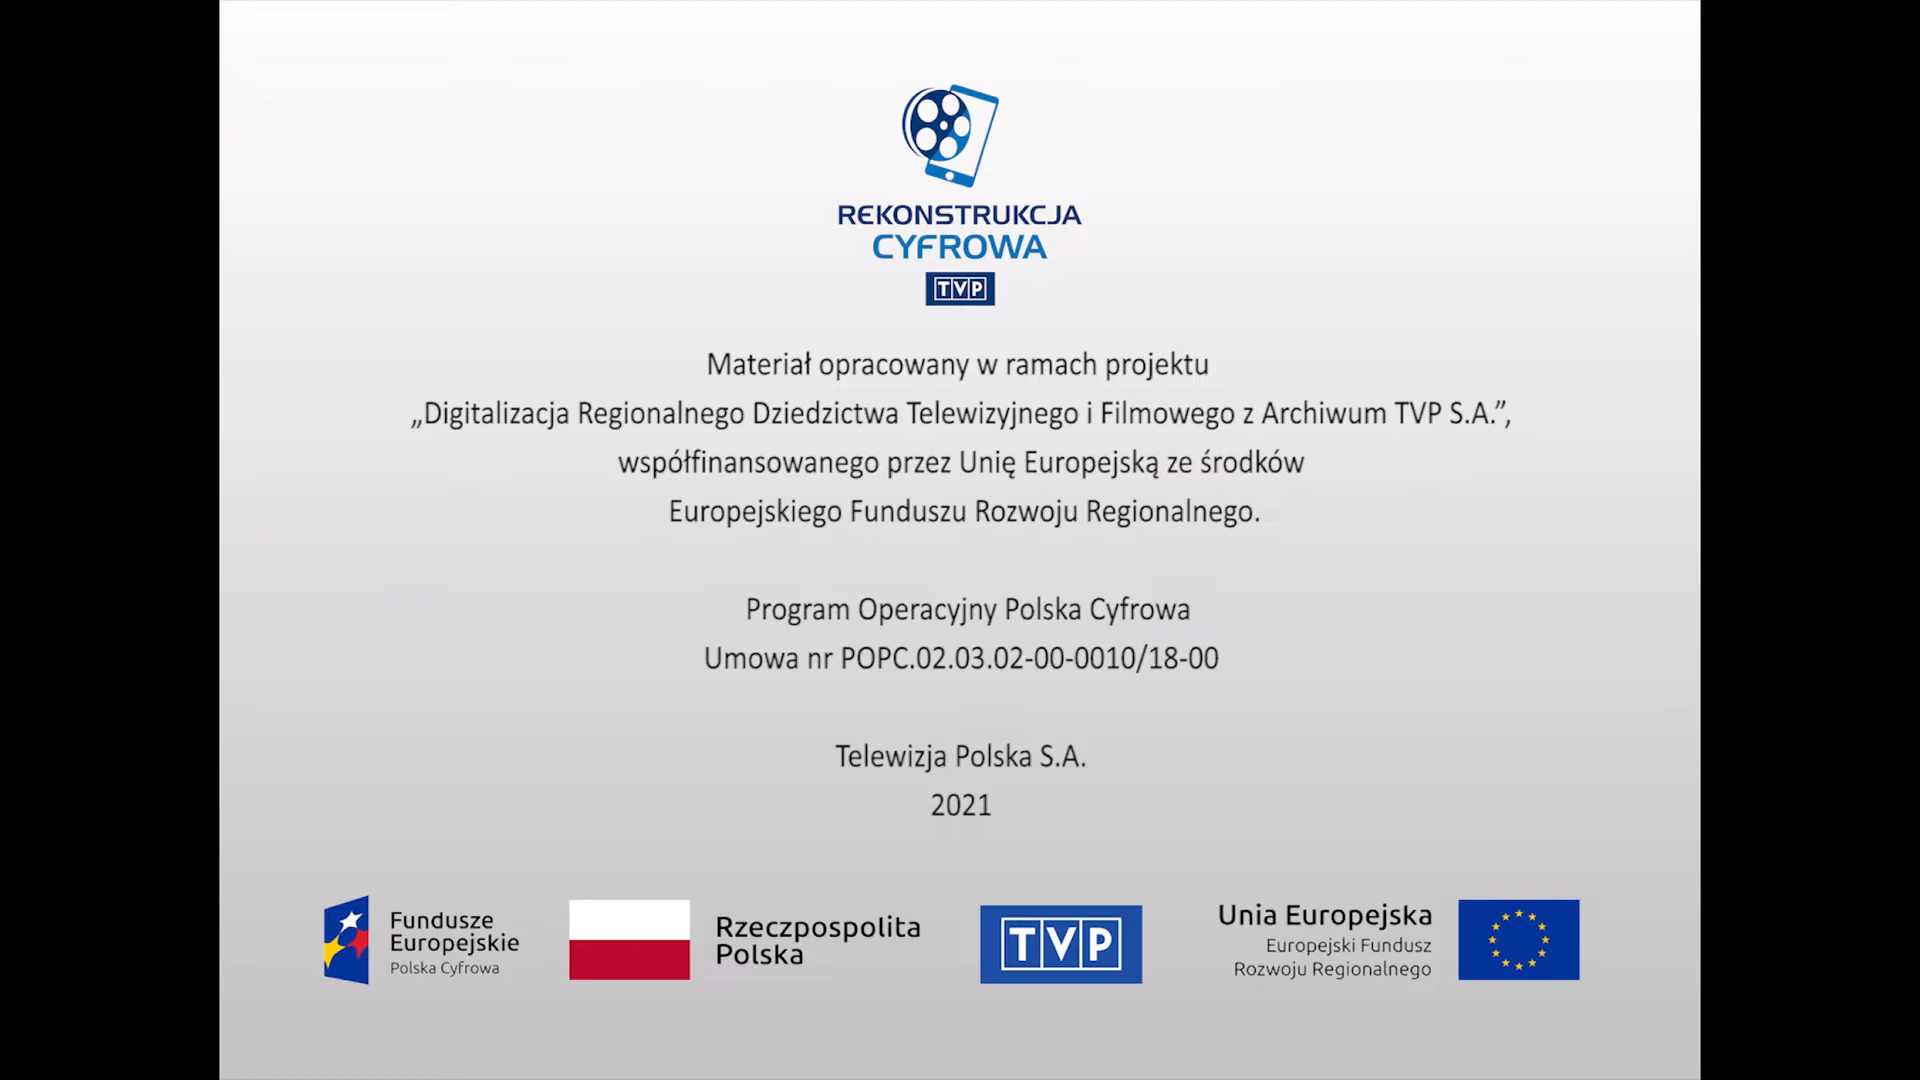 REKONSTRUKCJA
CYFROWA
TVP
Materiał opracowany w ramach projektu
„Digitalizacja Regionalnego Dziedzictwa Telewizyjnego i Filmowego z Archiwum TVP S.A.”,
współfinansowanego przez Unię Europejską ze środków
Europejskiego Funduszu Rozwoju Regionalnego.
Program Operacyjny Polska Cyfrowa
Umowa nr POPC.02.03.02-00-0010/18-00
Telewizja Polska S.A.
2021
Fundusze
Europejskie
Polska Cyfrowa
Rzeczpospolita
Polska
TVP
Unia Europejska
Europejski Fundusz
Rozwoju Regionalnego